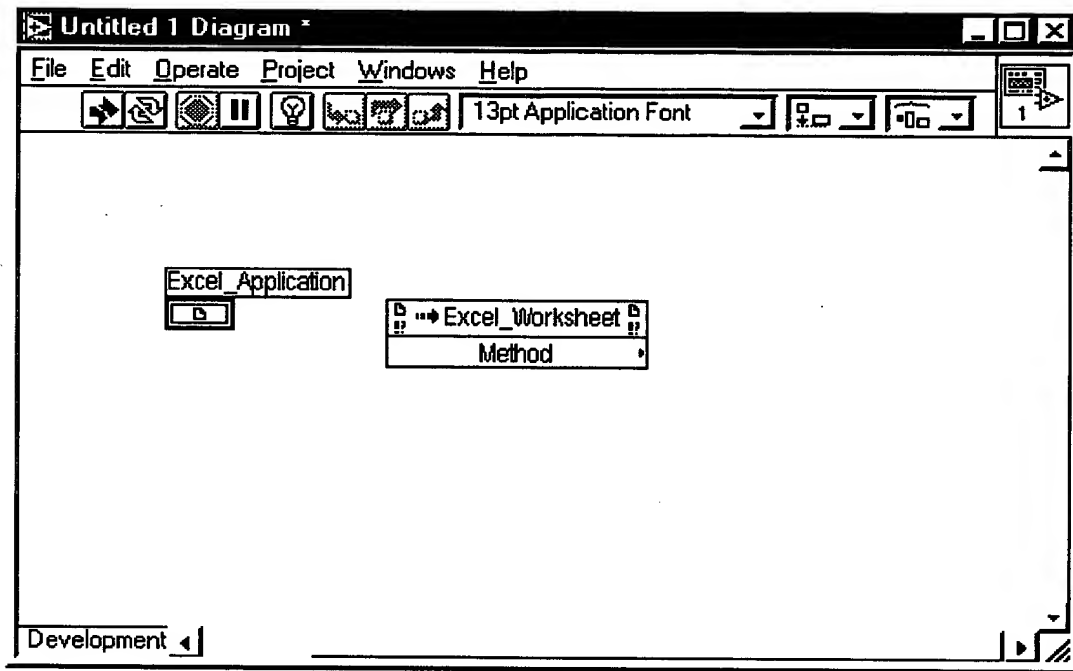 Untitled 1 Diagram *
File Edit Operate Project Windows Help
13pt Application Font
1
Excel_Application
Excel_Worksheet
Method
Development